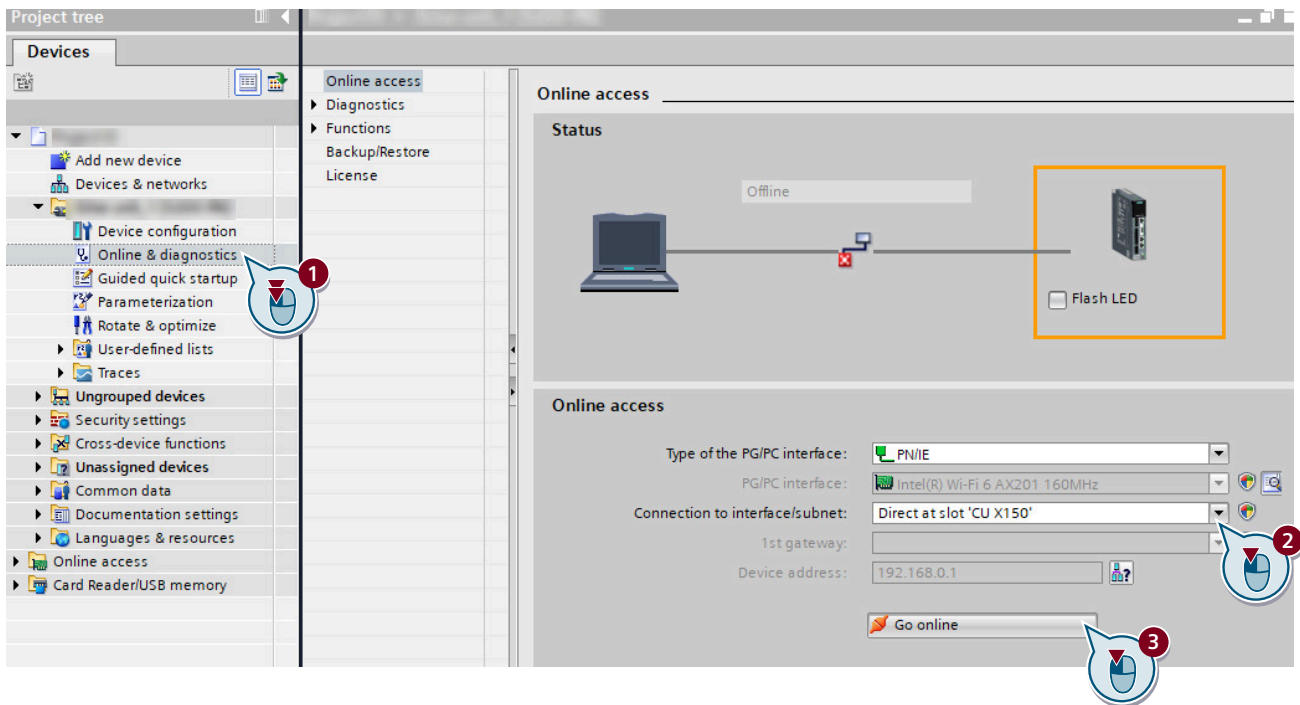 Project tree
Devices
Add new device
Devices & networks
Device configuration
Online & diagnostics
Guided quick startup
Parameterization
Rotate & optimize
User-defined lists
Traces
Ungrouped devices
Security settings
Cross-device functions
Unassigned devices
Common data
Documentation settings
Languages & resources
Online access
Card Reader/USB memory
1
Online access
Diagnostics
Functions
Backup/Restore
License
Online access
Status
Offline
Flash LED
Online access
Type of the PG/PC interface: PN/IE
PG/PC interface: Intel(R) Wi-Fi 6 AX201 160MHz
Connection to interface/subnet: Direct at slot 'CU X150'
2
1st gateway:
Device address: 192.168.0.1
Go online
3